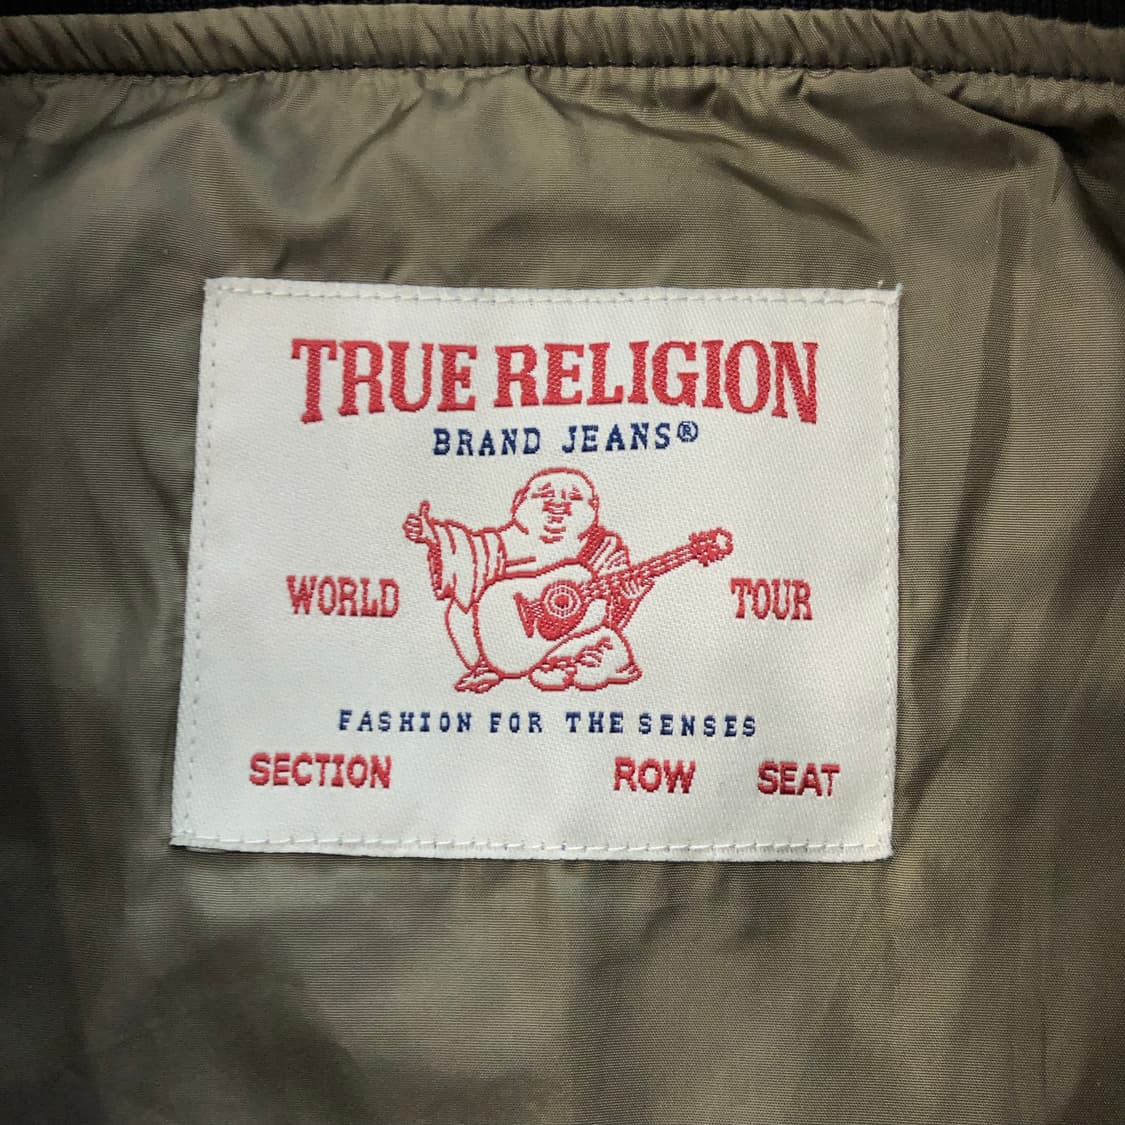 TRUE RELIGION
BRAND JEANS®
WORLD TOUR
FASHION FOR THE SENSES
SECTION ROW SEAT